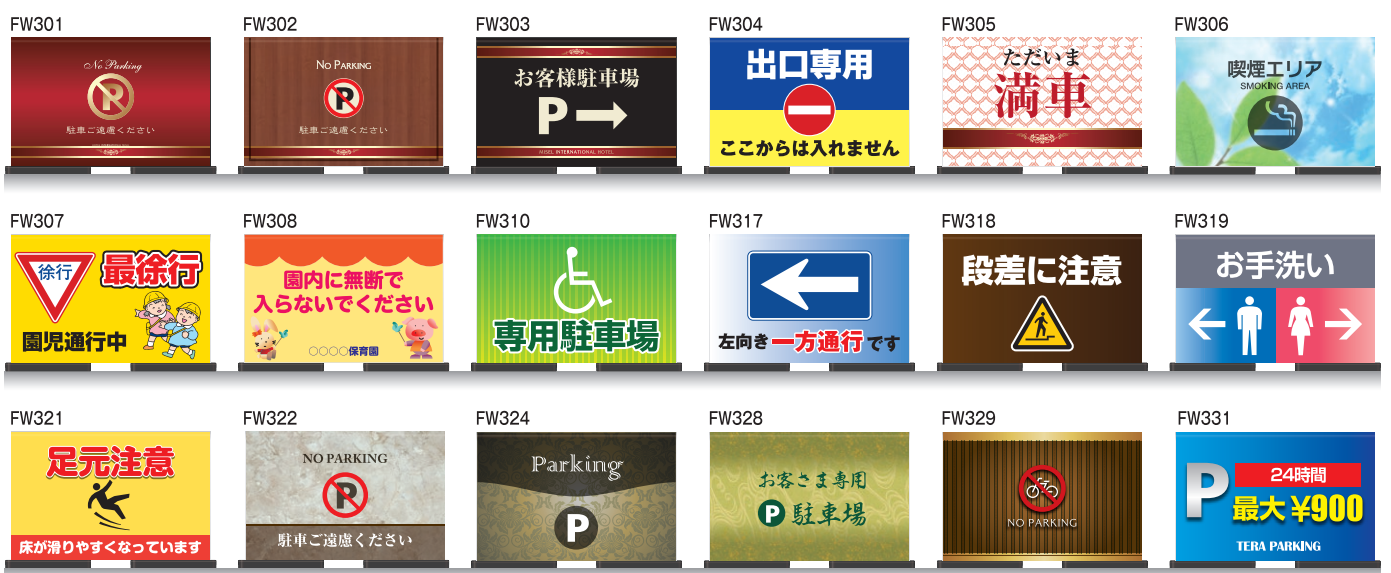 FW301
No Parking
P
駐車ご遠慮ください
FW302
NO PARKING
P
駐車ご遠慮ください
FW303
お客様駐車場
P→
MISEL INTERNATIONAL HOTEL
FW304
出口専用
ここからは入れません
FW305
ただいま
満車
FW306
喫煙エリア
SMOKING AREA
FW307
徐行
最徐行
園児通行中
FW308
園内に無断で
入らないでください
○○○○保育園
FW310
専用駐車場
FW317
左向き一方通行です
FW318
段差に注意
FW319
お手洗い
← →
FW321
足元注意
床が滑りやすくなっています
FW322
NO PARKING
P
駐車ご遠慮ください
FW324
Parking
P
FW328
お客さま専用
P 駐車場
FW329
NO PARKING
FW331
P
24時間
最大¥900
TERA PARKING